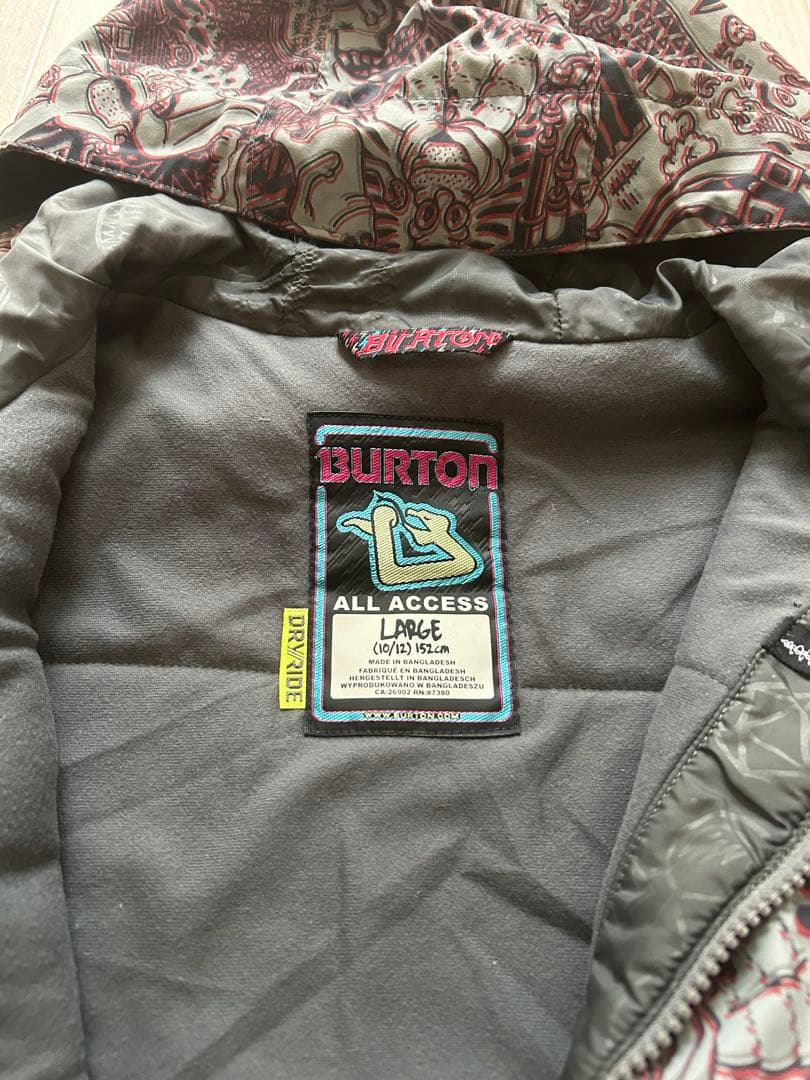 BURTON
BURTON
ALL ACCESS
LARGE
(10/12) 152cm
MADE IN BANGLADESH
FABRIQUÉ EN BANGLADESH
HERGESTELLT IN BANGLADESCH
WYPRODUKOWANO W BANGLADESZU
CA:26902 RN:87380
WWW.BURTON.COM
DRYRIDE